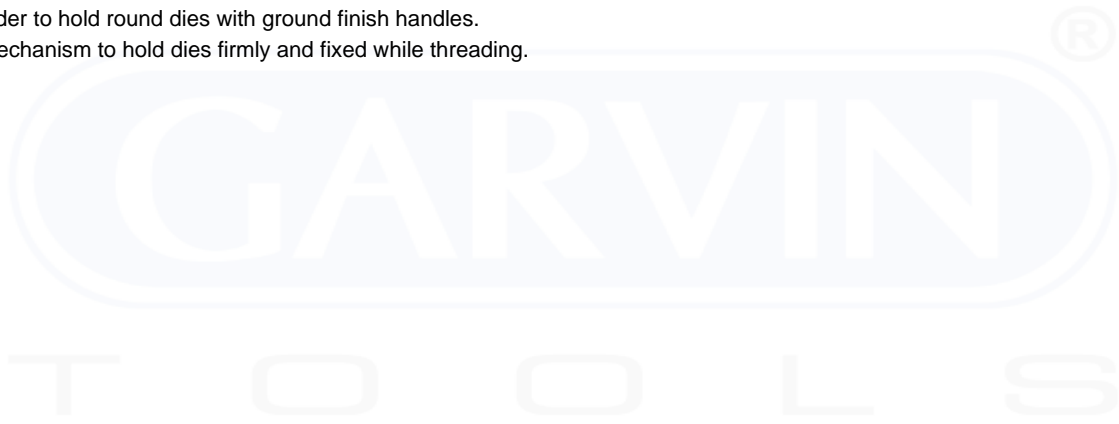 der to hold round dies with ground finish handles.
echanism to hold dies firmly and fixed while threading.
®
GARVIN
TOOLS